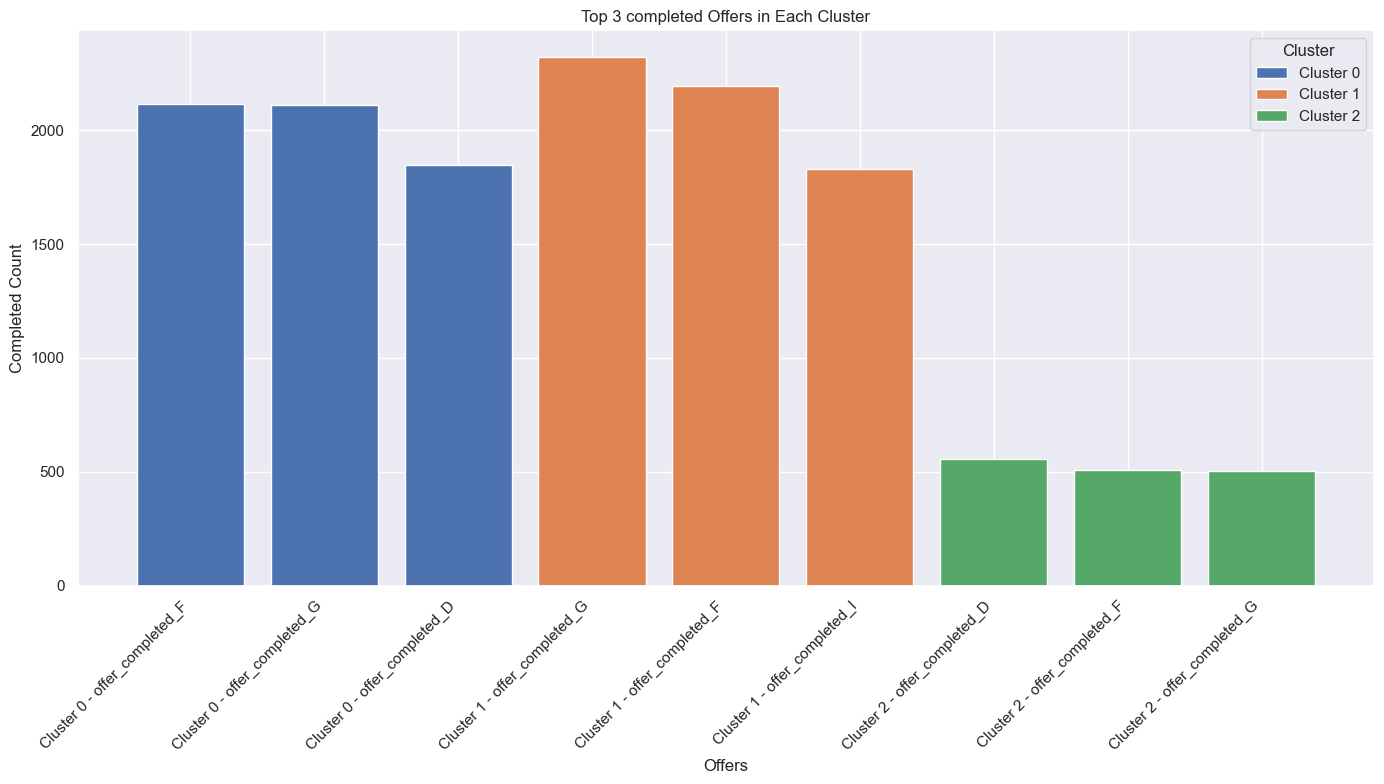 Top 3 completed Offers in Each Cluster
Cluster
Cluster 0
Cluster 1
Cluster 2
Completed Count
2000
1500
1000
500
0
Cluster 0 - offer_completed_F
Cluster 0 - offer_completed_G
Cluster 0 - offer_completed_D
Cluster 1 - offer_completed_G
Cluster 1 - offer_completed_F
Cluster 1 - offer_completed_I
Cluster 2 - offer_completed_D
Cluster 2 - offer_completed_F
Cluster 2 - offer_completed_G
Offers